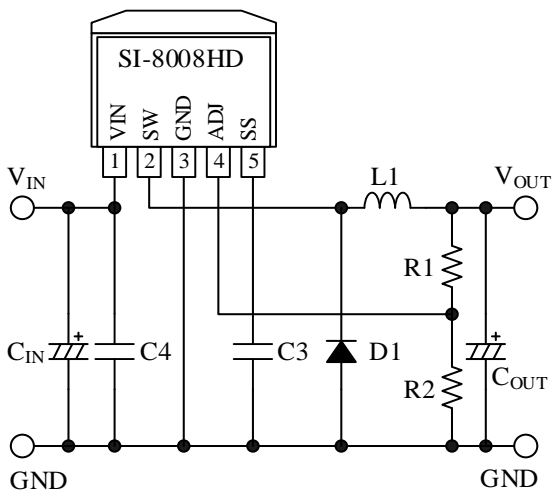 SI-8008HD
VIN SW GND ADJ SS
1 2 3 4 5
VIN
L1
VOUT
R1
CIN
+
C4
C3
D1
R2
+
COUT
GND
GND